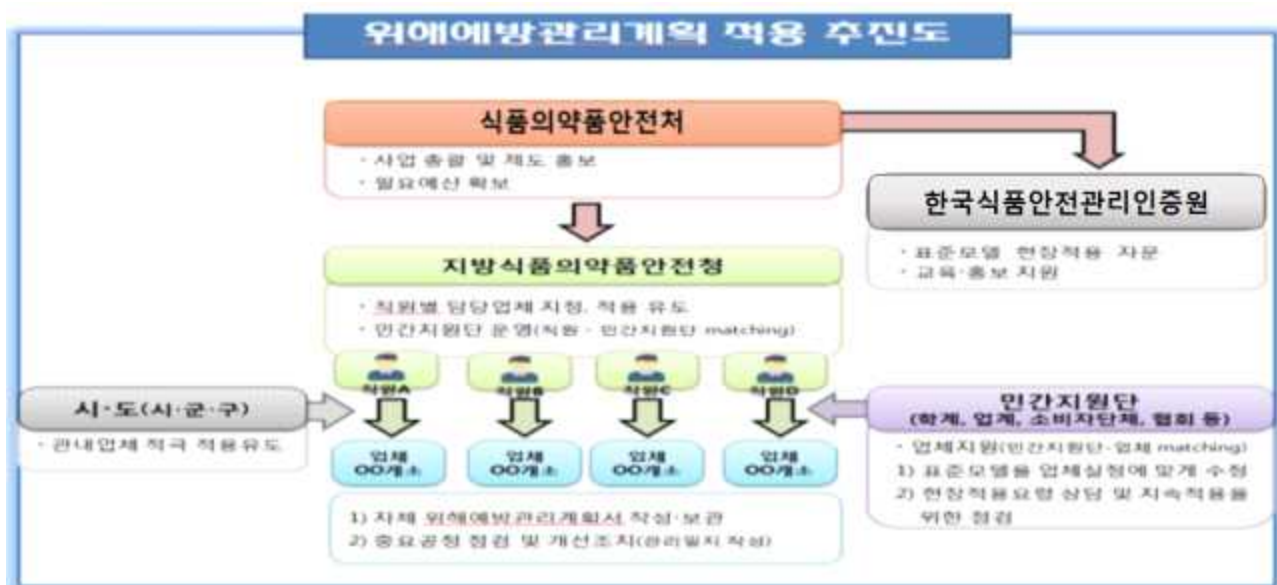 위해예방관리계획 적용 추진도
식품의약품안전처
· 사업 총괄 및 제도 홍보
· 필요예산 확보
한국식품안전관리인증원
· 표준모델 현장적용 자문
· 교육·홍보 지원
지방식품의약품안전청
· 직원별 담당업체 지정, 적용 유도
· 민간지원단 운영(직원 - 민간지원단 matching)
직원A
직원B
직원C
직원D
시·도(시·군·구)
· 관내업체 적극 적용유도
업체
OO개소
업체
OO개소
업체
OO개소
업체
OO개소
민간지원단
(학계, 업계, 소비자단체, 협회 등)
· 업체지원(민간지원단-업체 matching)
1) 표준모델을 업체실정에 맞게 수정
2) 현장적용요령 상담 및 지속적용을
위한 점검
1) 자체 위해예방관리계획서 작성·보관
2) 중요공정 점검 및 개선조치(관리일지 작성)